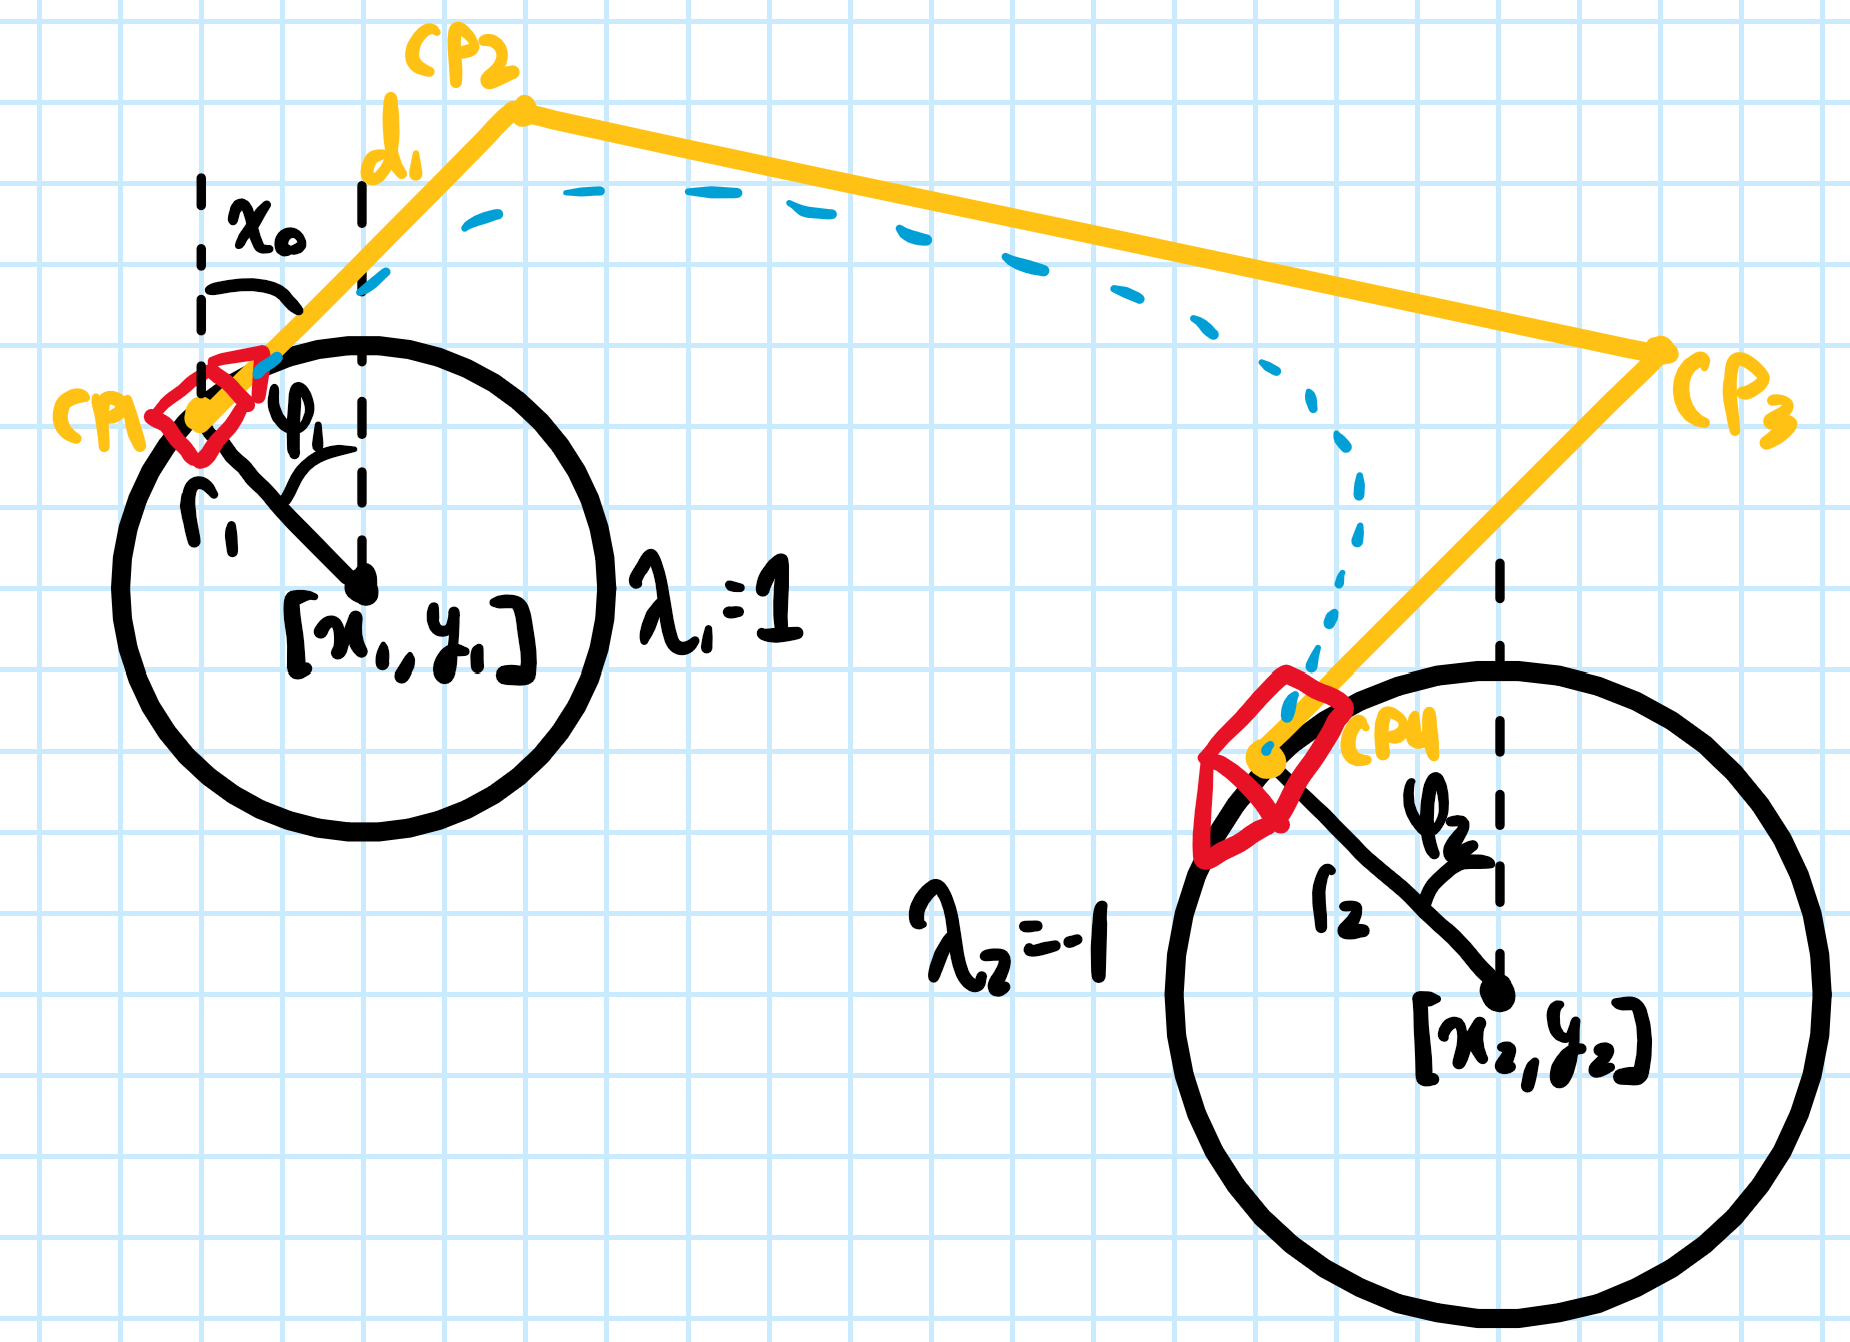 CP2
d₁
x₀
CP1
φ₁
CP3
r₁
λ₁=1
[x₁,y₁]
CP4
φ₂
r₂
λ₂=-1
[x₂,y₂]